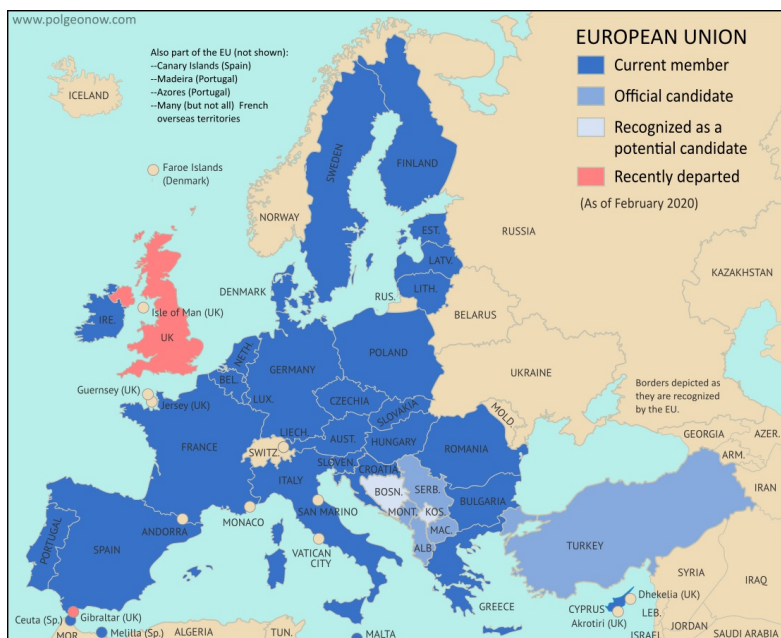 www.polgeonow.com
Also part of the EU (not shown):
--Canary Islands (Spain)
--Madeira (Portugal)
--Azores (Portugal)
--Many (but not all) French
overseas territories
EUROPEAN UNION
Current member
Official candidate
Recognized as a
potential candidate
Recently departed
(As of February 2020)
ICELAND
Faroe Islands
(Denmark)
SWEDEN
FINLAND
NORWAY
RUSSIA
EST.
LATV.
LITH.
KAZAKHSTAN
DENMARK
RUS.
BELARUS
IRE.
Isle of Man (UK)
UK
NETH.
POLAND
GERMANY
BEL.
UKRAINE
Guernsey (UK)
Jersey (UK)
LUX.
CZECHIA
SLOVAKIA
MOLD.
Borders depicted as
they are recognized
by the EU.
LIECH.
AUST.
HUNGARY
ROMANIA
FRANCE
SWITZ.
SLOVEN.
CROATIA
GEORGIA
AZER.
ARM.
ITALY
BOSN.
SERB.
IRAN
MONACO
SAN MARINO
MONT.
KOS.
BULGARIA
PORTUGAL
SPAIN
ANDORRA
VATICAN
CITY
MAC.
ALB.
TURKEY
SYRIA
IRAQ
GREECE
CYPRUS
Dhekelia (UK)
Akrotiri (UK)
LEB.
Ceuta (Sp.)
Gibraltar (UK)
MOR.
Melilla (Sp.)
ALGERIA
TUN.
MALTA
ISRAEL
JORDAN
SAUDI ARABIA